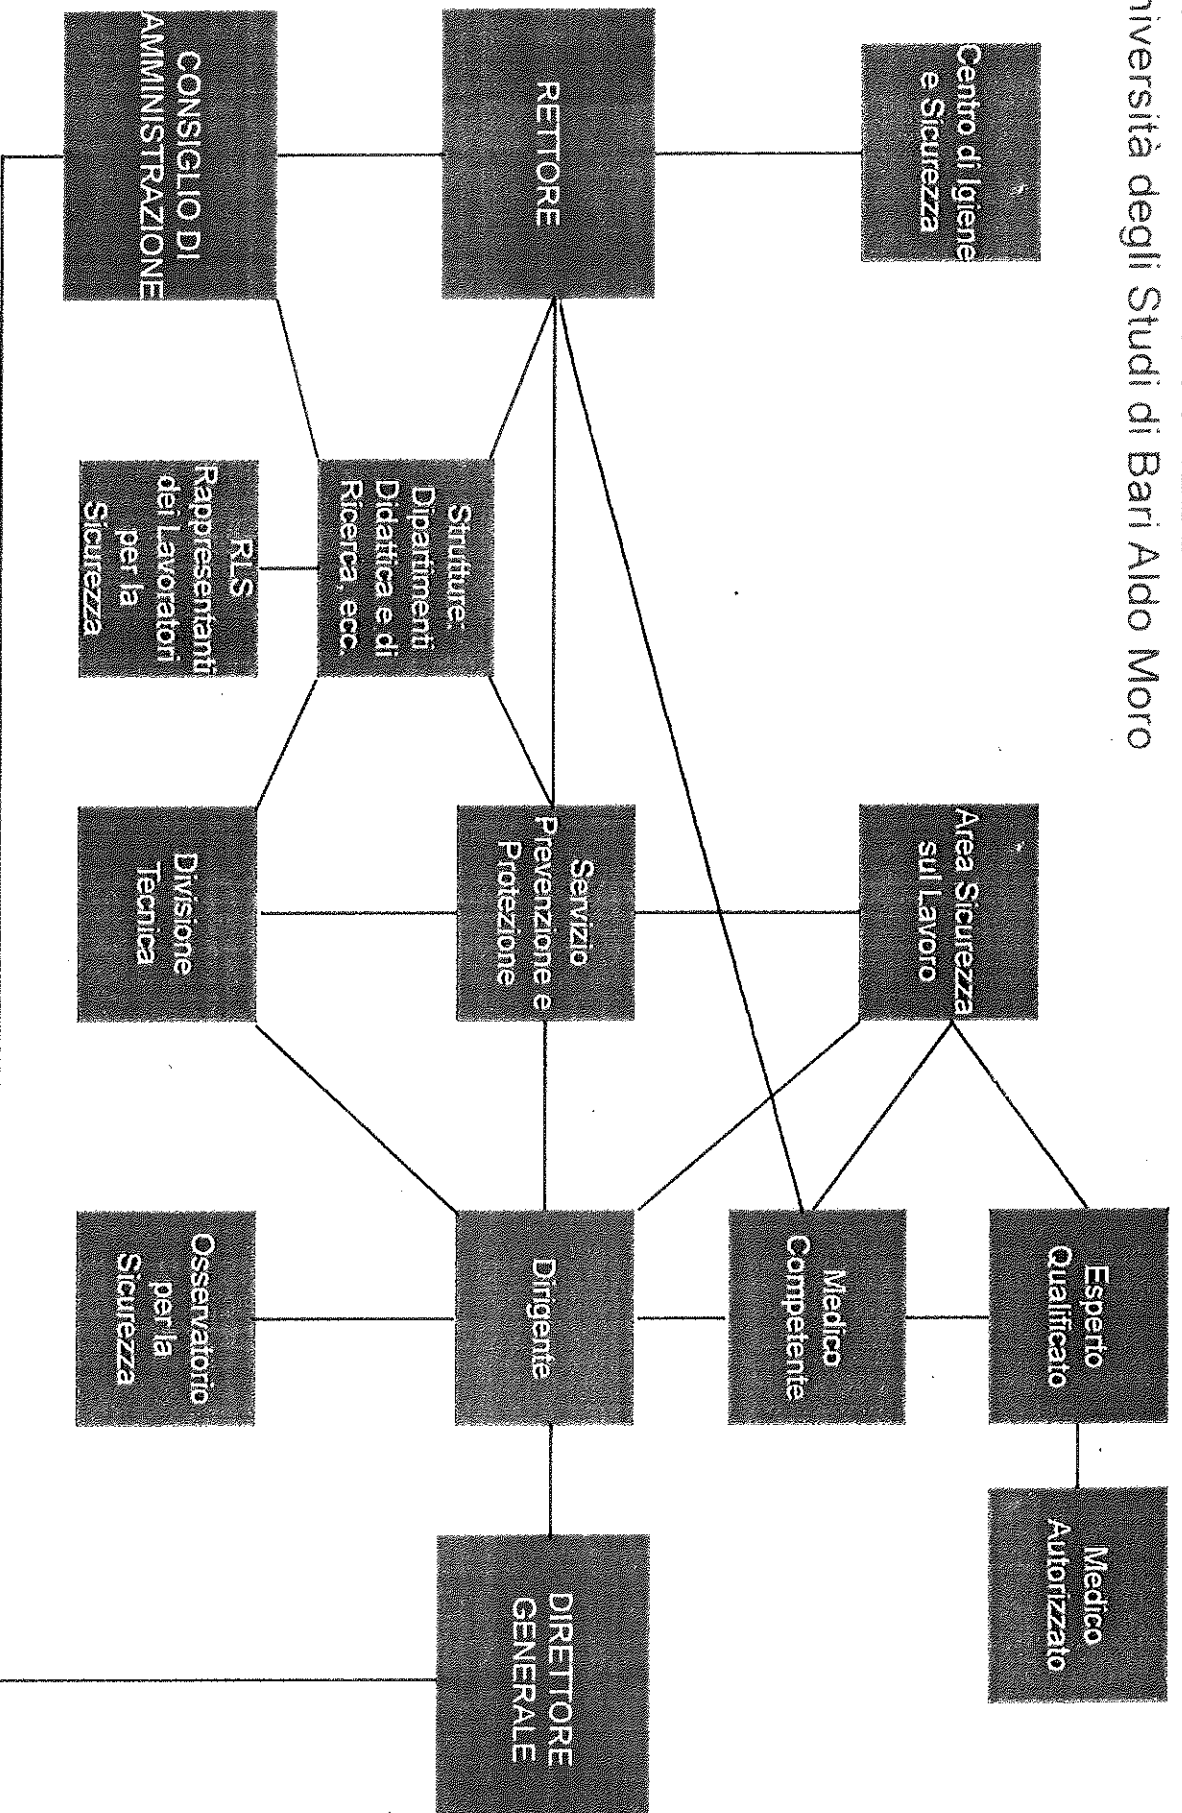 niversità degli Studi di Bari Aldo Moro
Centro di Igiene
e Sicurezza
Area Sicurezza
sul Lavoro
Esperto
Qualificato
Medico
Autorizzato
Medico
Competente
RETTORE
Strutture:
Dipartimenti
Didattica e di
Ricerca, ecc.
Servizio
Prevenzione e
Protezione
Dirigente
DIRETTORE
GENERALE
CONSIGLIO DI
AMMINISTRAZIONE
RLS
Rappresentanti
dei Lavoratori
per la
Sicurezza
Divisione
Tecnica
Osservatorio
per la
Sicurezza